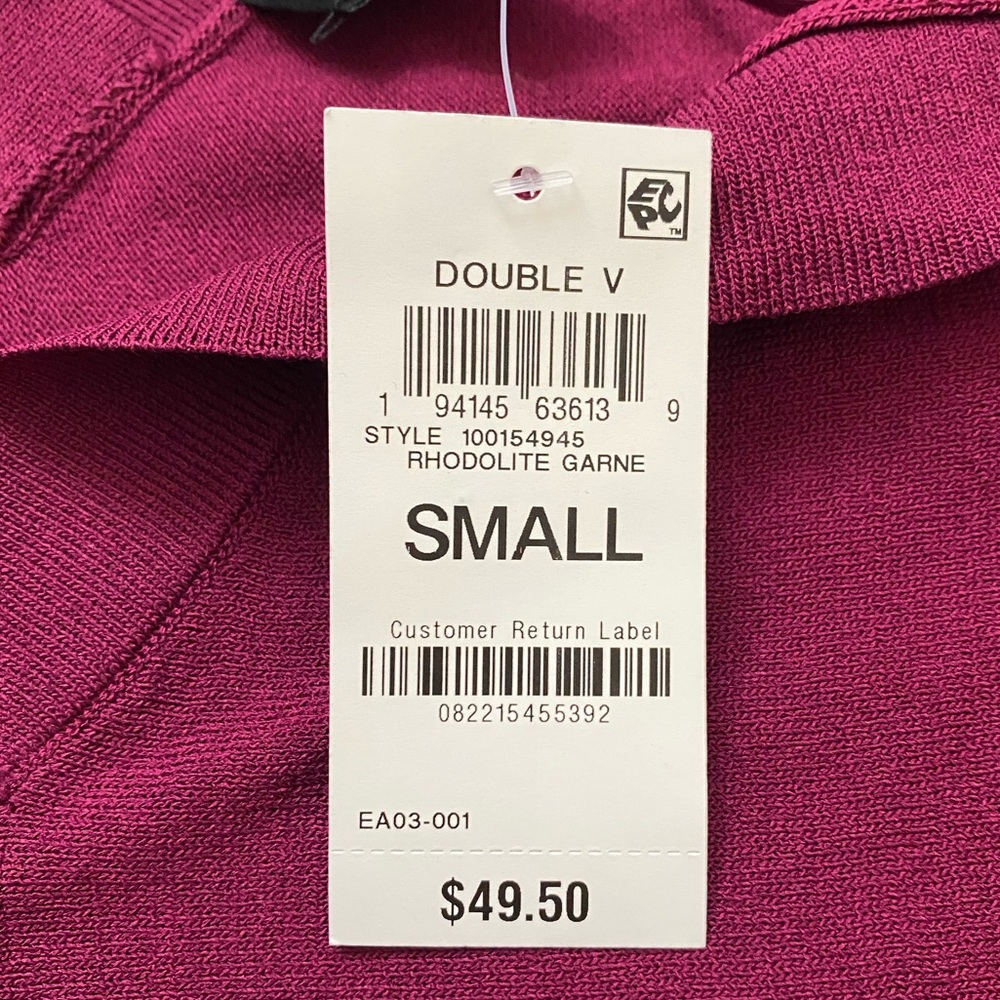 EPC
TM
DOUBLE V
1 94145 63613 9
STYLE 100154945
RHODOLITE GARNE
SMALL
Customer Return Label
082215455392
EA03-001
$49.50